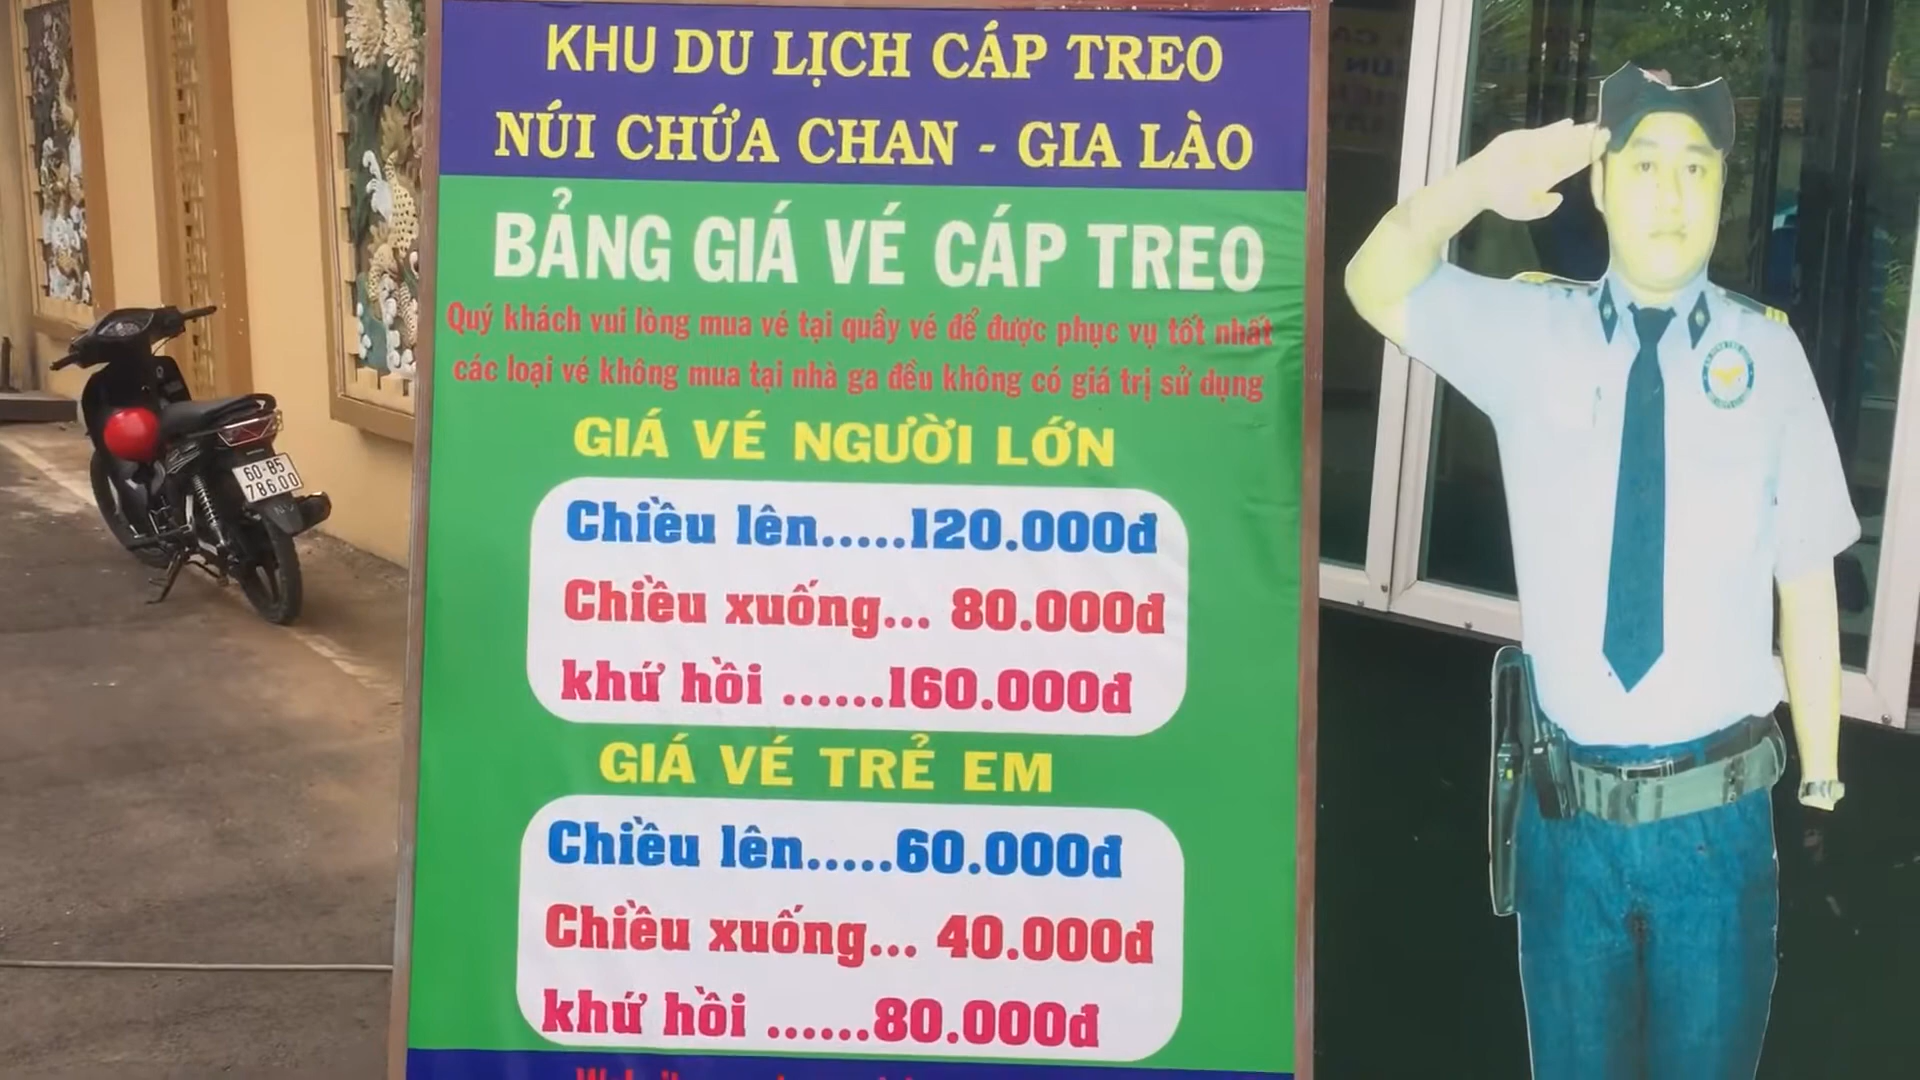 KHU DU LỊCH CÁP TREO
NÚI CHỨA CHAN - GIA LÀO
BẢNG GIÁ VÉ CÁP TREO
Quý khách vui lòng mua vé tại quầy vé để được phục vụ tốt nhất
các loại vé không mua tại nhà ga đều không có giá trị sử dụng
GIÁ VÉ NGƯỜI LỚN
Chiều lên.....120.000đ
Chiều xuống... 80.000đ
khứ hồi ......160.000đ
GIÁ VÉ TRẺ EM
Chiều lên.....60.000đ
Chiều xuống... 40.000đ
khứ hồi ......80.000đ
60-B5
786.00